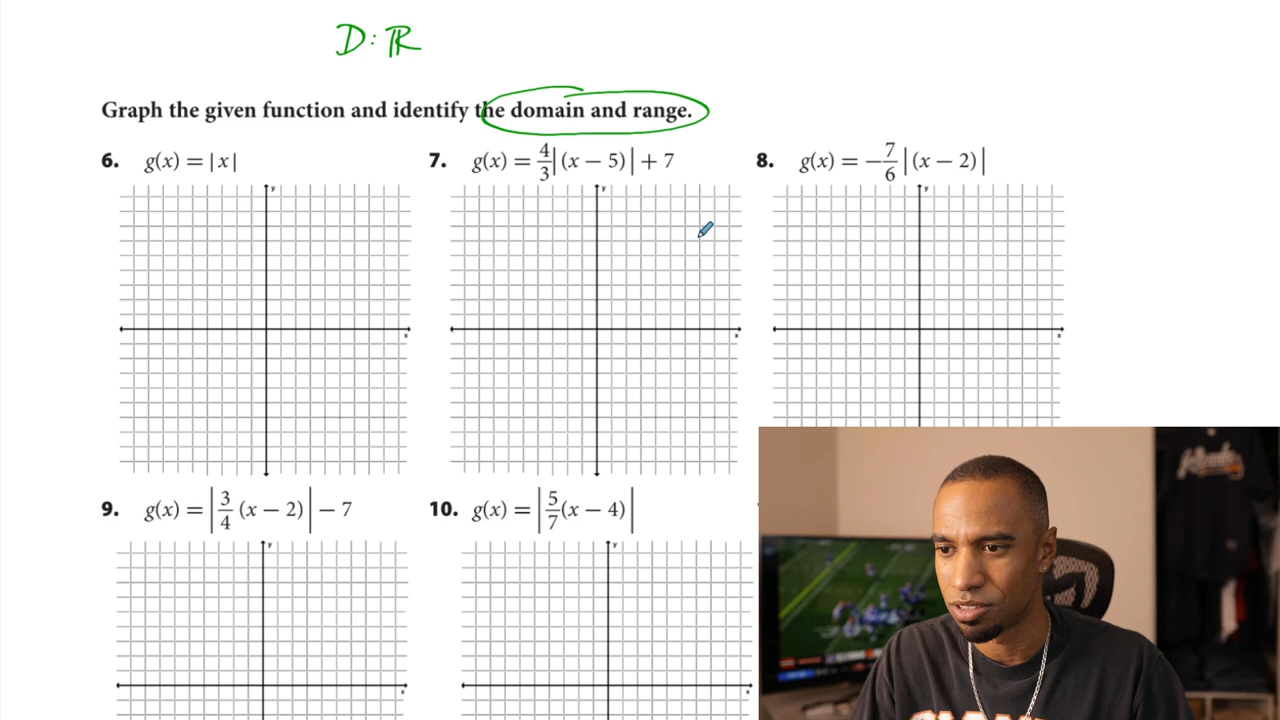 D: ℝ
Graph the given function and identify the domain and range.
6. g(x) = |x|
7. g(x) = 4/3|(x − 5)| + 7
8. g(x) = −7/6|(x − 2)|
y
y
y
x
x
x
9. g(x) = |3/4 (x − 2)| − 7
10. g(x) = |5/7(x − 4)|
y
y
x
x